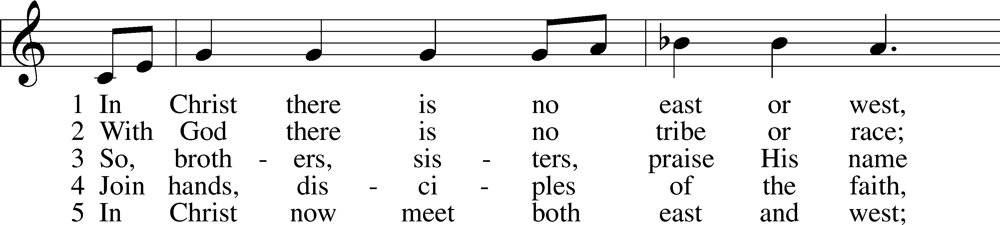 1 In Christ there is no east or west,
2 With God there is no tribe or race;
3 So, broth - ers, sis - ters, praise His name
4 Join hands, dis - ci - ples of the faith,
5 In Christ now meet both east and west;